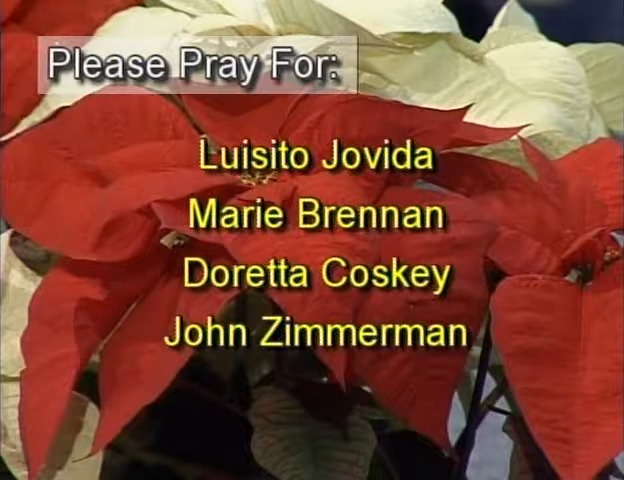 Please Pray For:
Luisito Jovida
Marie Brennan
Doretta Coskey
John Zimmerman